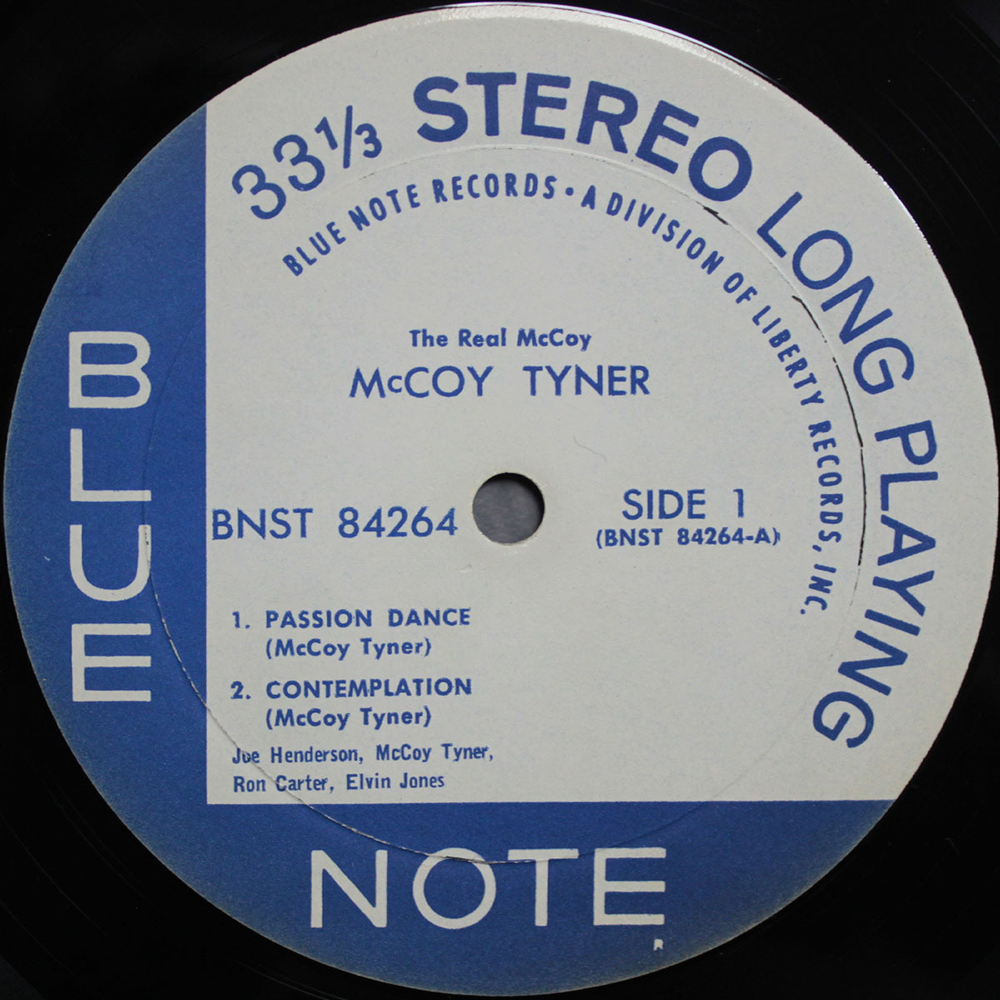 33⅓ STEREO LONG PLAYING
BLUE NOTE RECORDS • A DIVISION OF LIBERTY RECORDS, INC.
The Real McCoy
McCOY TYNER
BNST 84264
SIDE 1
(BNST 84264-A)
1. PASSION DANCE
(McCoy Tyner)
2. CONTEMPLATION
(McCoy Tyner)
Joe Henderson, McCoy Tyner,
Ron Carter, Elvin Jones
BLUE
NOTE
R